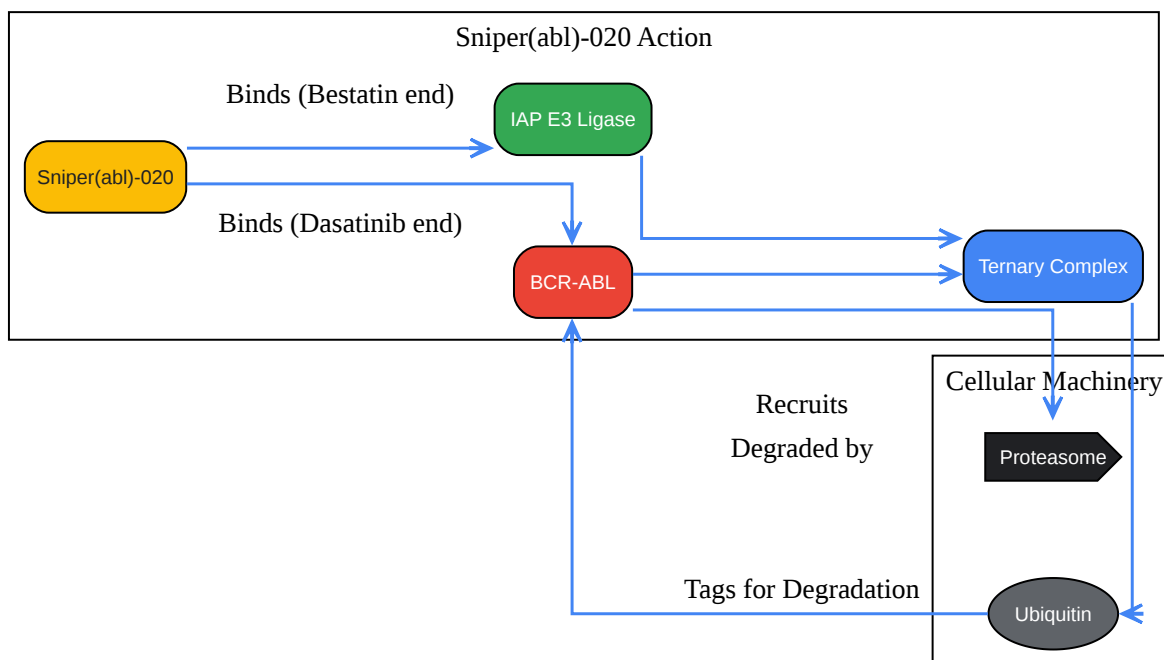 Sniper(abl)-020 Action
Binds (Bestatin end)
IAP E3 Ligase
Sniper(abl)-020
Binds (Dasatinib end)
BCR-ABL
Ternary Complex
Cellular Machinery
Recruits
Degraded by
Proteasome
Tags for Degradation
Ubiquitin